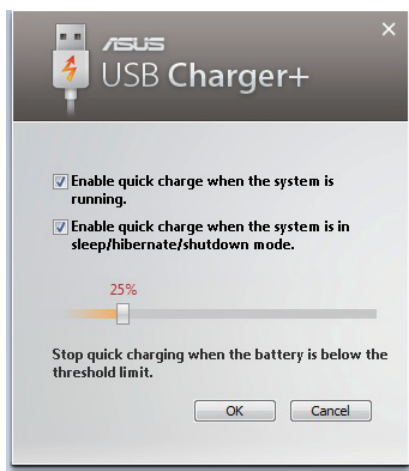 ASUS
USB Charger+
Enable quick charge when the system is
running.
Enable quick charge when the system is in
sleep/hibernate/shutdown mode.
25%
Stop quick charging when the battery is below the
threshold limit.
OK Cancel